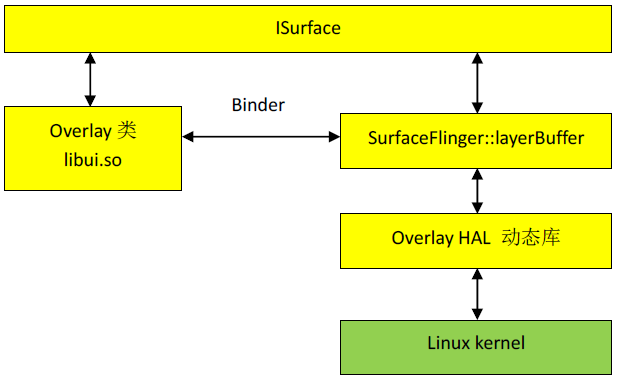 ISurface
Binder
Overlay 类
libui.so
SurfaceFlinger::layerBuffer
Overlay HAL 动态库
Linux kernel